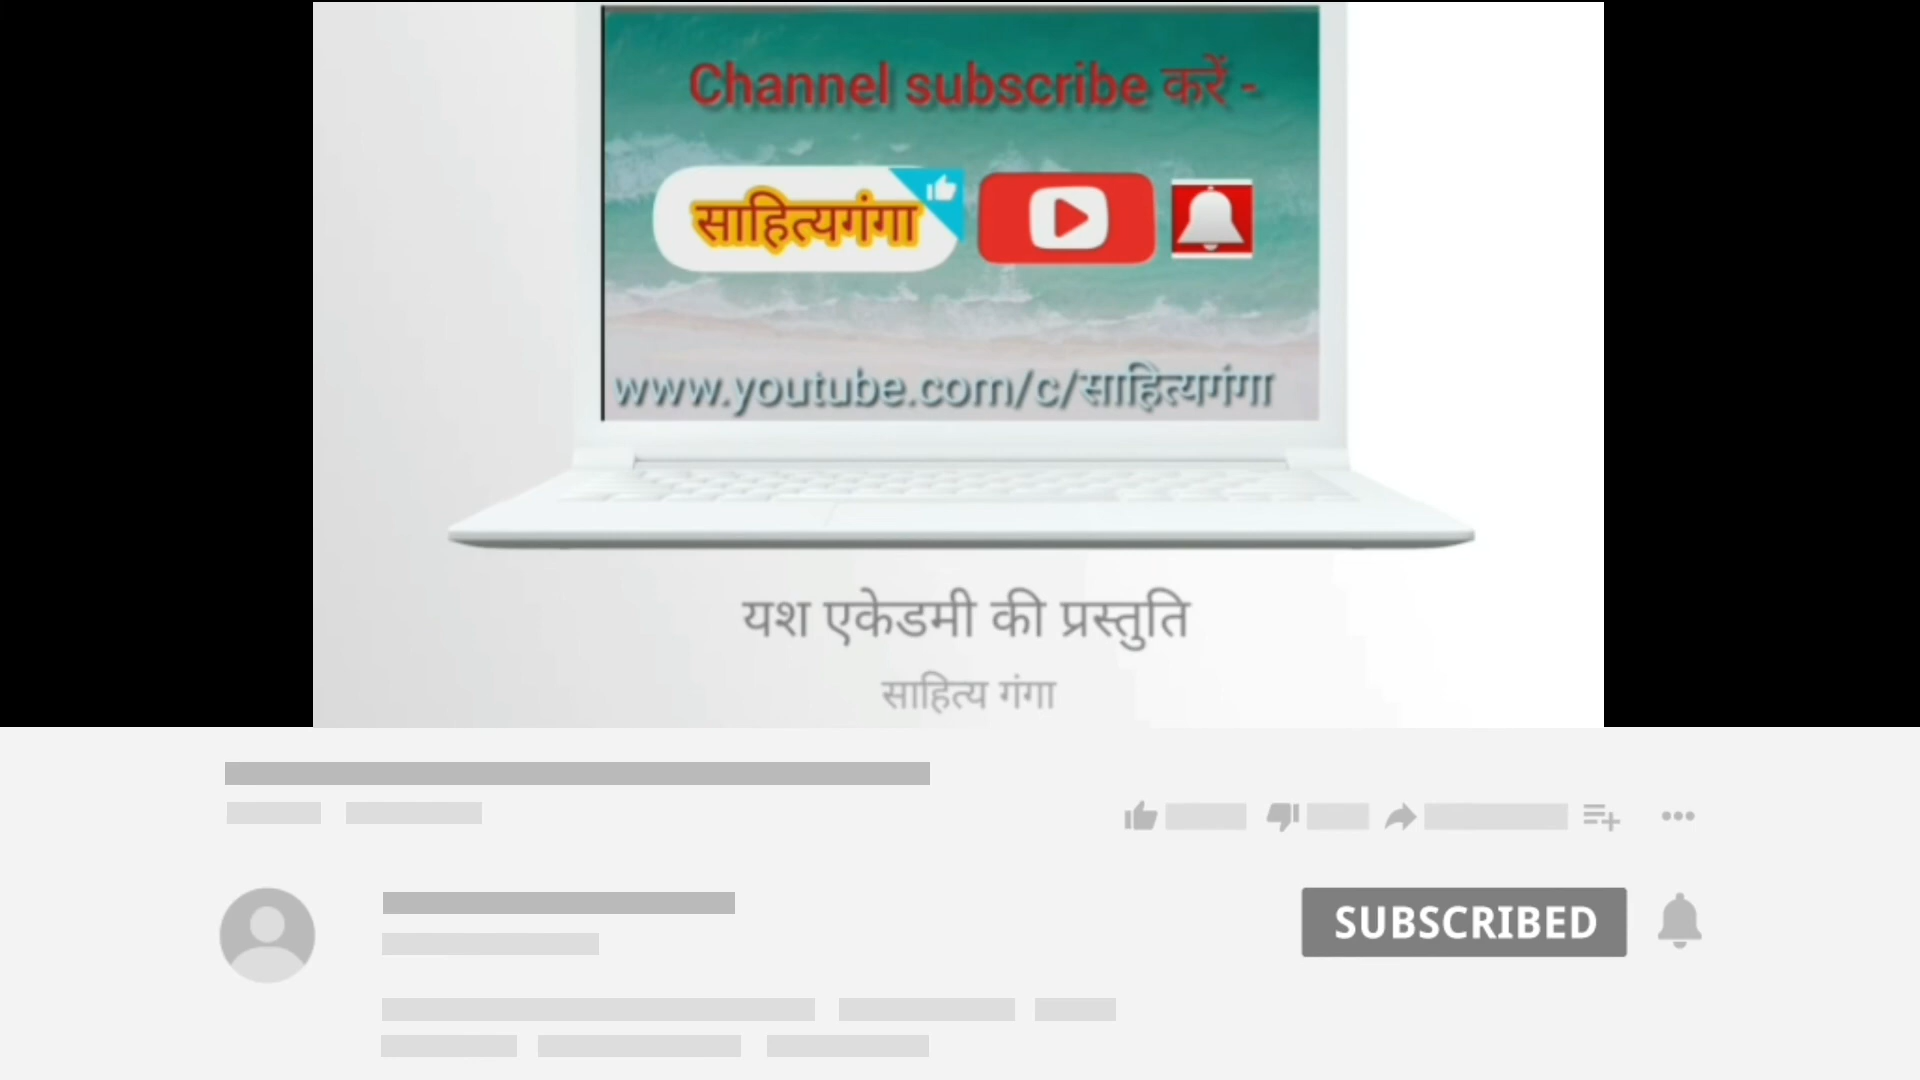 Channel subscribe करें -
साहित्यगंगा
www.youtube.com/c/साहित्यगंगा
यश एकेडमी की प्रस्तुति
साहित्य गंगा
SUBSCRIBED